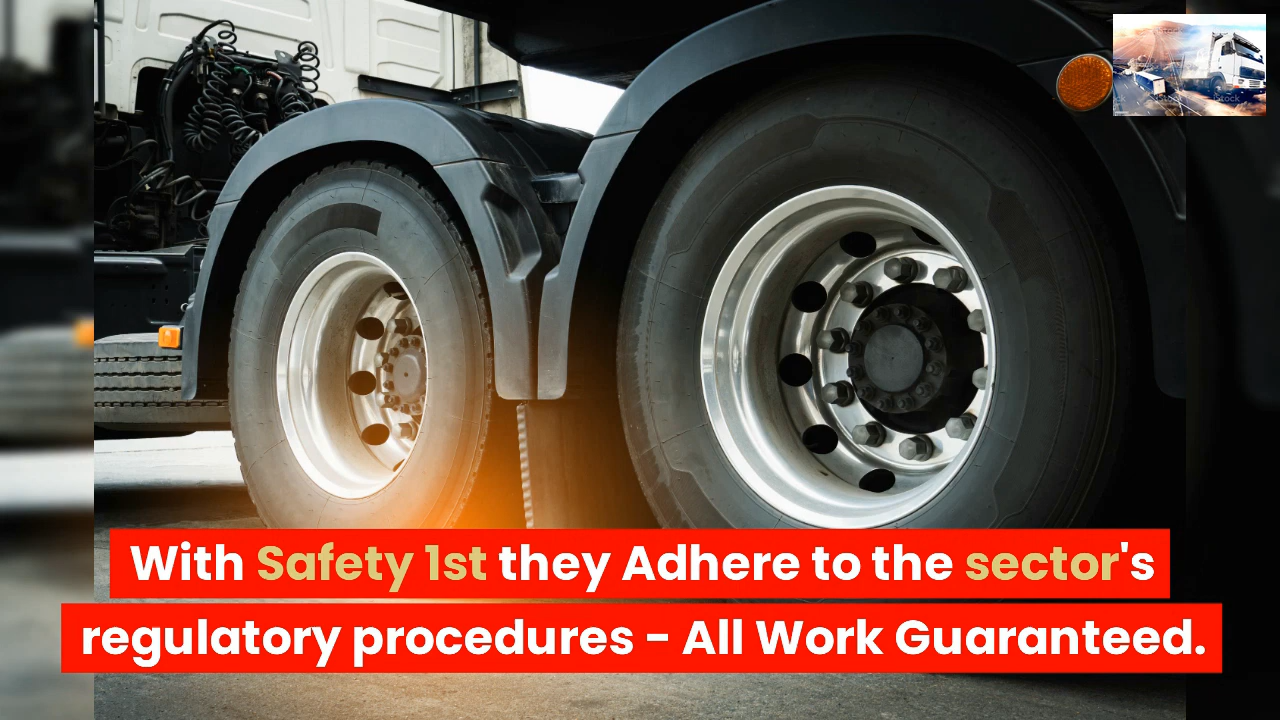 With Safety 1st they Adhere to the sector's
regulatory procedures - All Work Guaranteed.